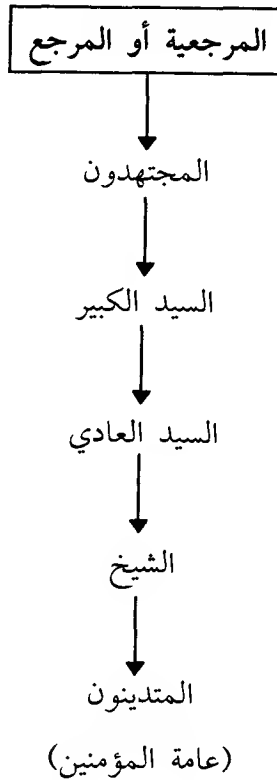 المرجعية أو المرجع
المجتهدون
السيد الكبير
السيد العادي
الشيخ
المتدينون
(عامة المؤمنين)